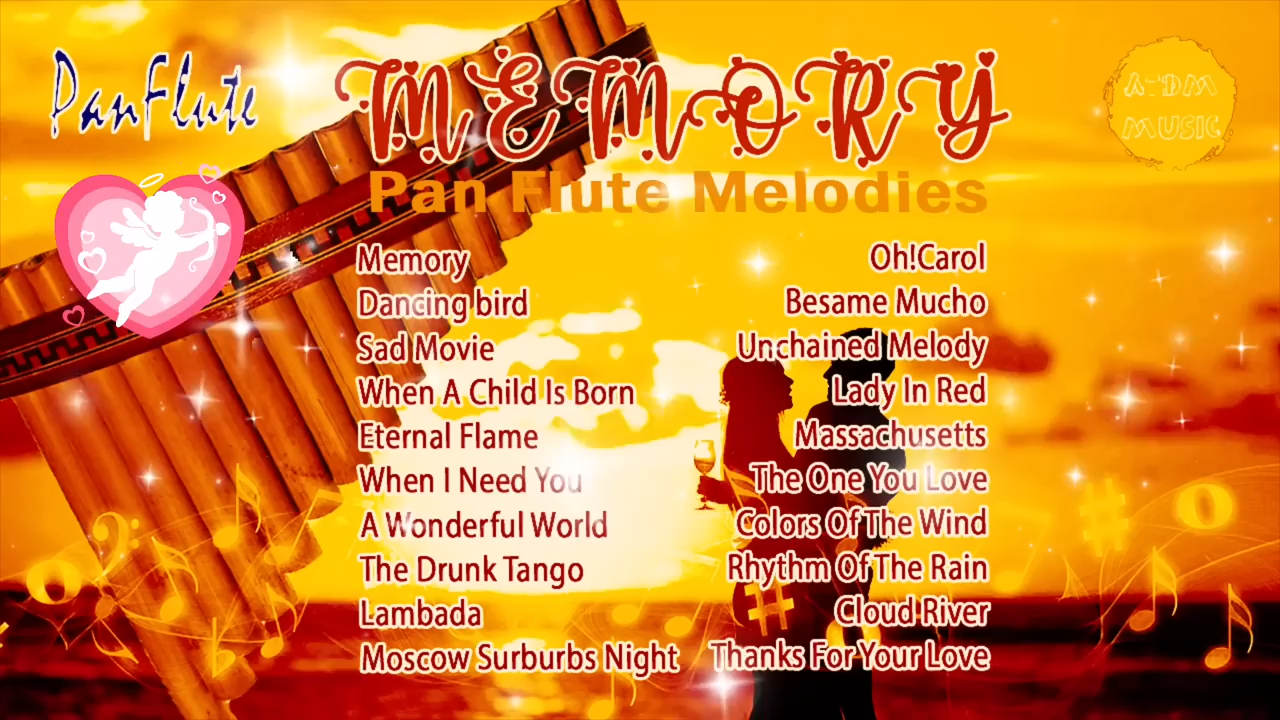 PanFlute
MEMORY
A-DM
MUSIC
Pan Flute Melodies
Memory
Dancing bird
Sad Movie
When A Child Is Born
Eternal Flame
When I Need You
A Wonderful World
The Drunk Tango
Lambada
Moscow Surburbs Night
Oh!Carol
Besame Mucho
Unchained Melody
Lady In Red
Massachusetts
The One You Love
Colors Of The Wind
Rhythm Of The Rain
Cloud River
Thanks For Your Love